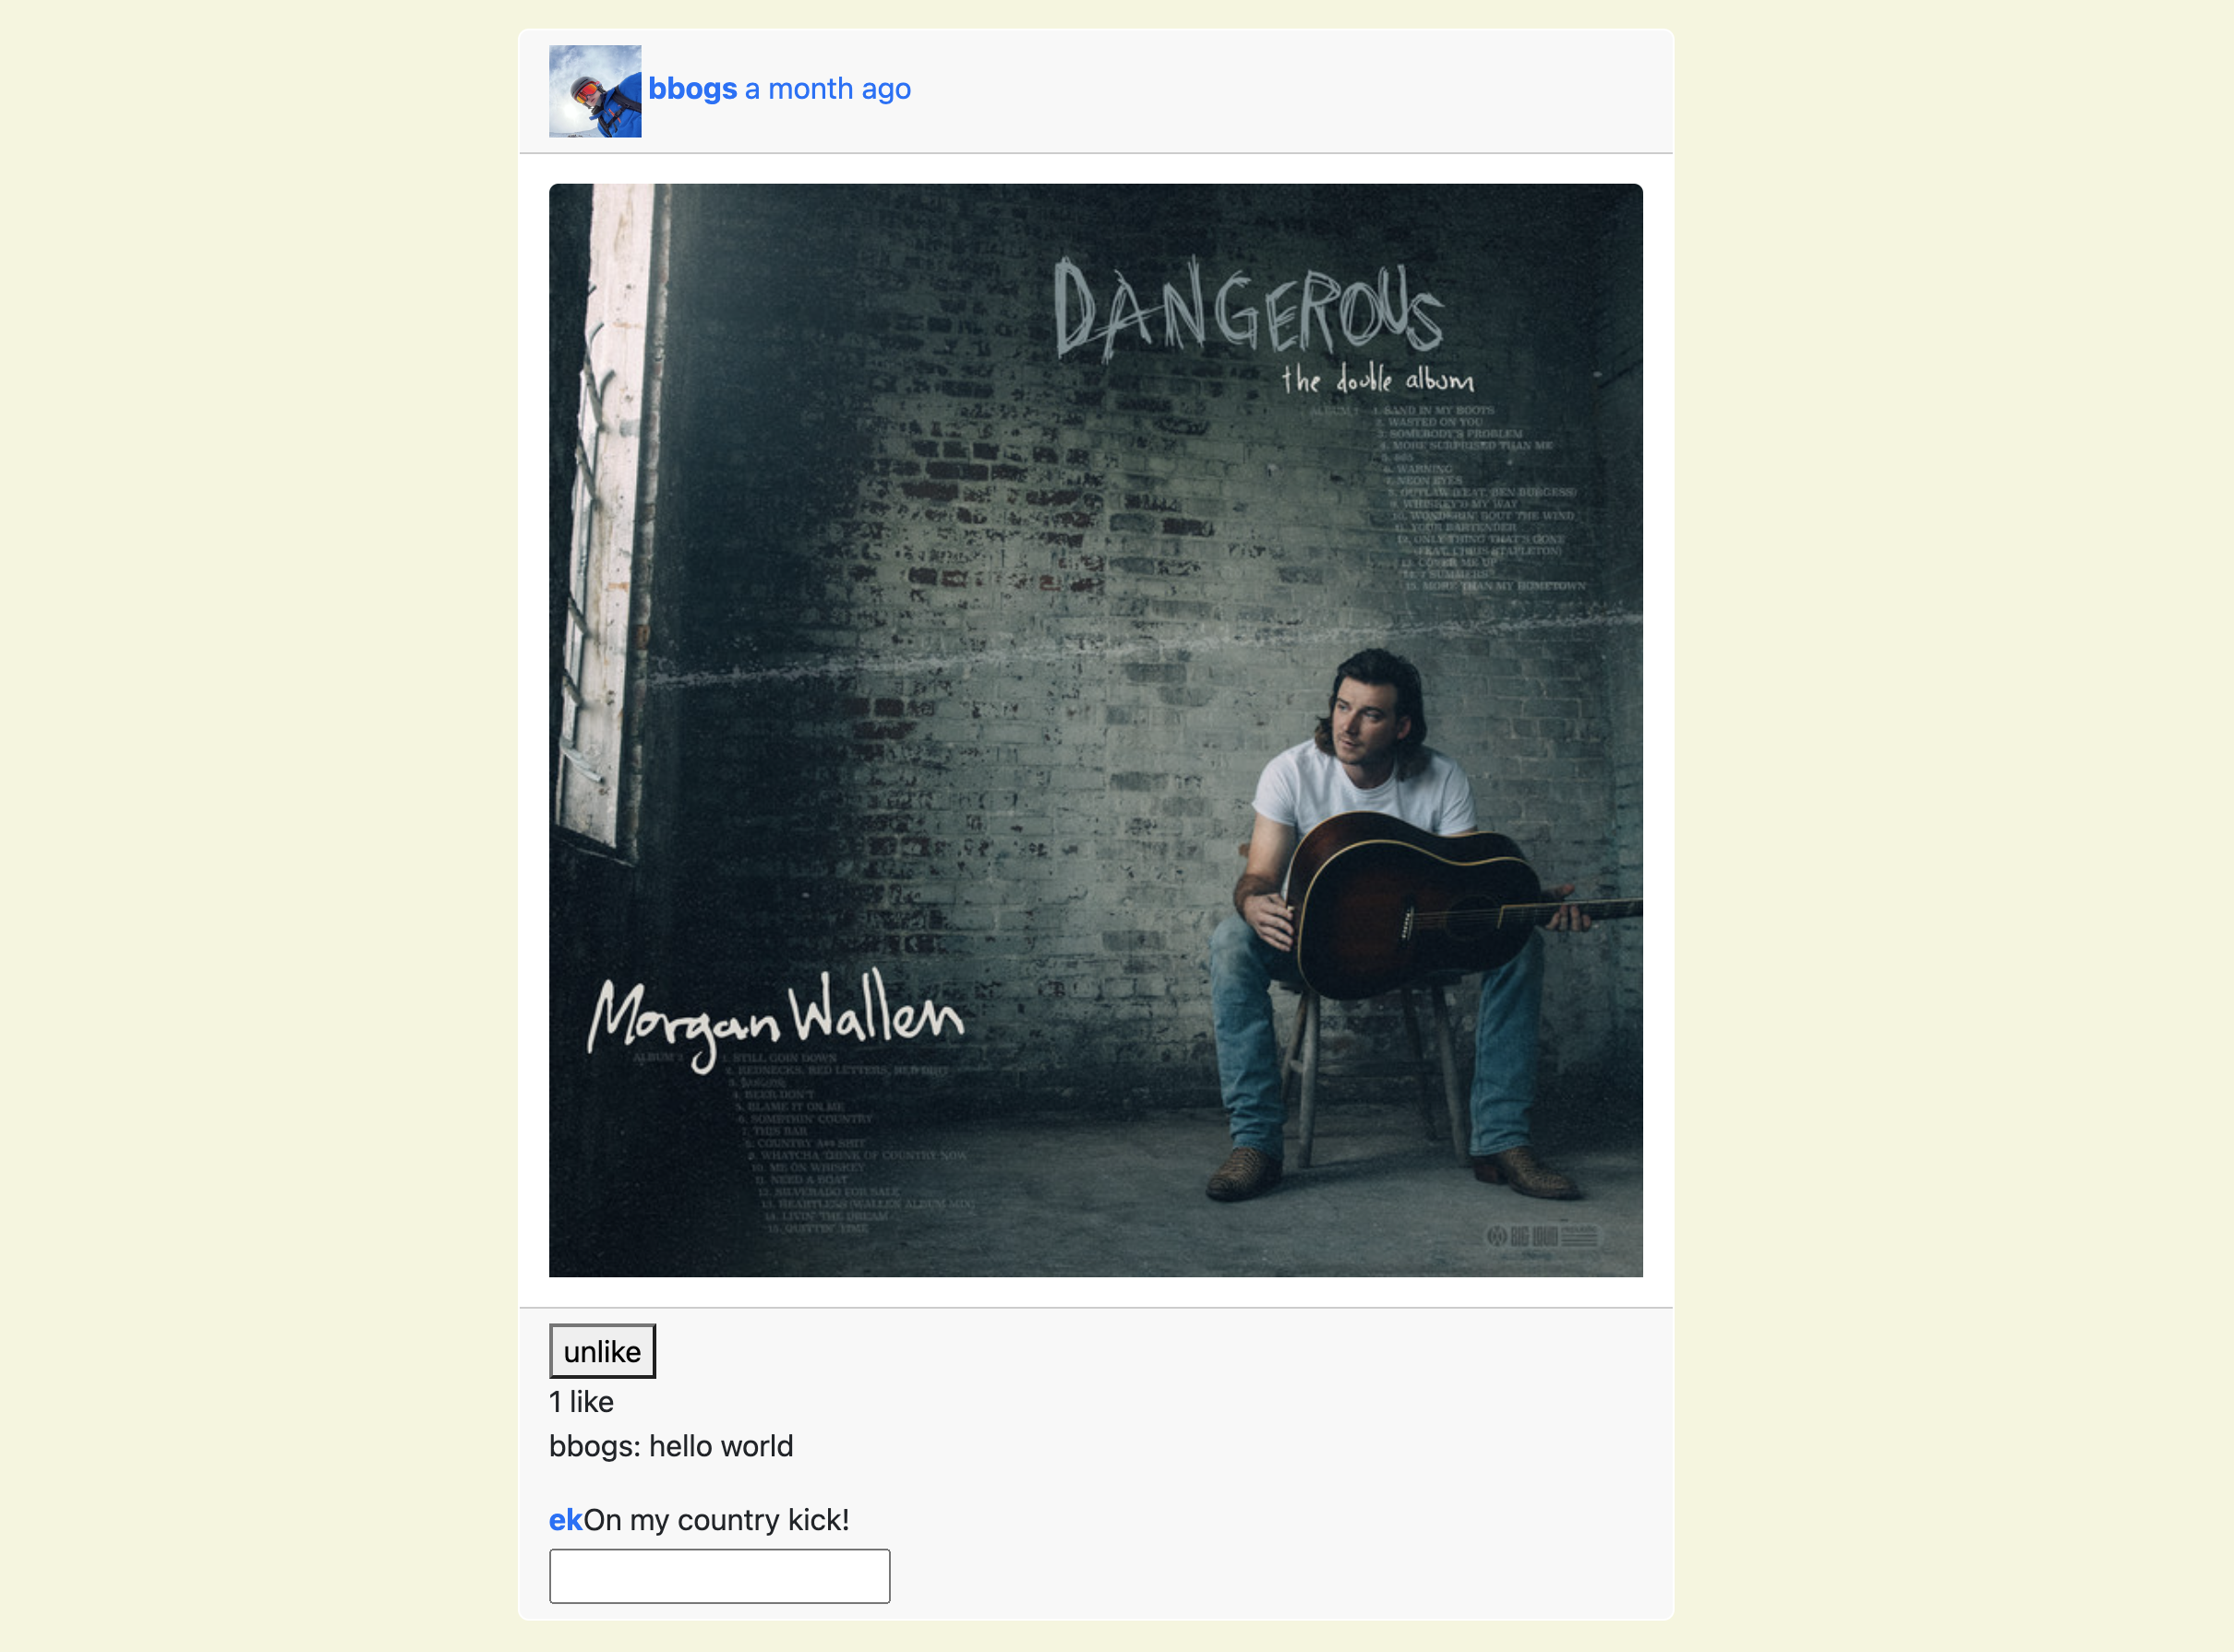 bbogs a month ago
DANGEROUS
the double album
ALBUM 1 1. SAND IN MY BOOTS
2. WASTED ON YOU
3. SOMEBODY'S PROBLEM
4. MORE SURPRISED THAN ME
5. 865
6. WARNING
7. NEON EYES
8. OUTLAW (FEAT. BEN BURGESS)
9. WHISKEY'D MY WAY
10. WONDERIN' BOUT THE WIND
11. YOUR BARTENDER
12. ONLY THING THAT'S GONE
(FEAT. CHRIS STAPLETON)
13. COVER ME UP
14. 7 SUMMERS
15. MORE THAN MY HOMETOWN
Morgan Wallen
ALBUM 2 1. STILL GOIN DOWN
2. REDNECKS, RED LETTERS, RED DIRT
3. DANGEROUS
4. BEER DON'T
5. BLAME IT ON ME
6. SOMETHIN' COUNTRY
7. THIS BAR
8. COUNTRY A$$ SHIT
9. WHATCHA THINK OF COUNTRY NOW
10. ME ON WHISKEY
11. NEED A BOAT
12. SILVERADO FOR SALE
13. HEARTLESS (WALLEN ALBUM MIX)
14. LIVIN' THE DREAM
15. QUITTIN' TIME
BIG LOUD
unlike
1 like
bbogs: hello world
ekOn my country kick!